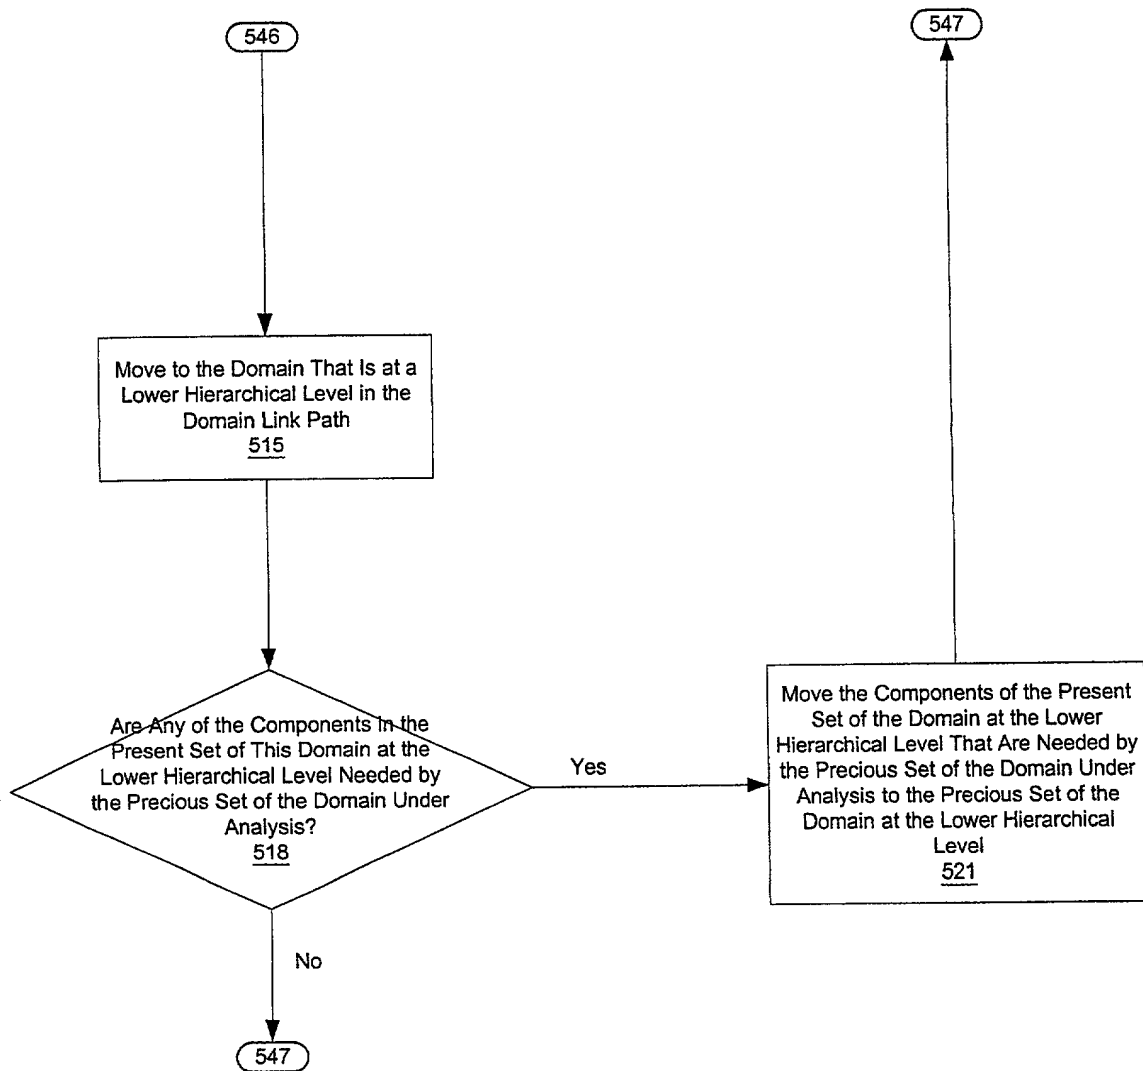 546
547
Move to the Domain That Is at a
Lower Hierarchical Level in the
Domain Link Path
515
Are Any of the Components in the
Present Set of This Domain at the
Lower Hierarchical Level Needed by
the Precious Set of the Domain Under
Analysis?
518
Yes
Move the Components of the Present
Set of the Domain at the Lower
Hierarchical Level That Are Needed by
the Precious Set of the Domain Under
Analysis to the Precious Set of the
Domain at the Lower Hierarchical
Level
521
No
547